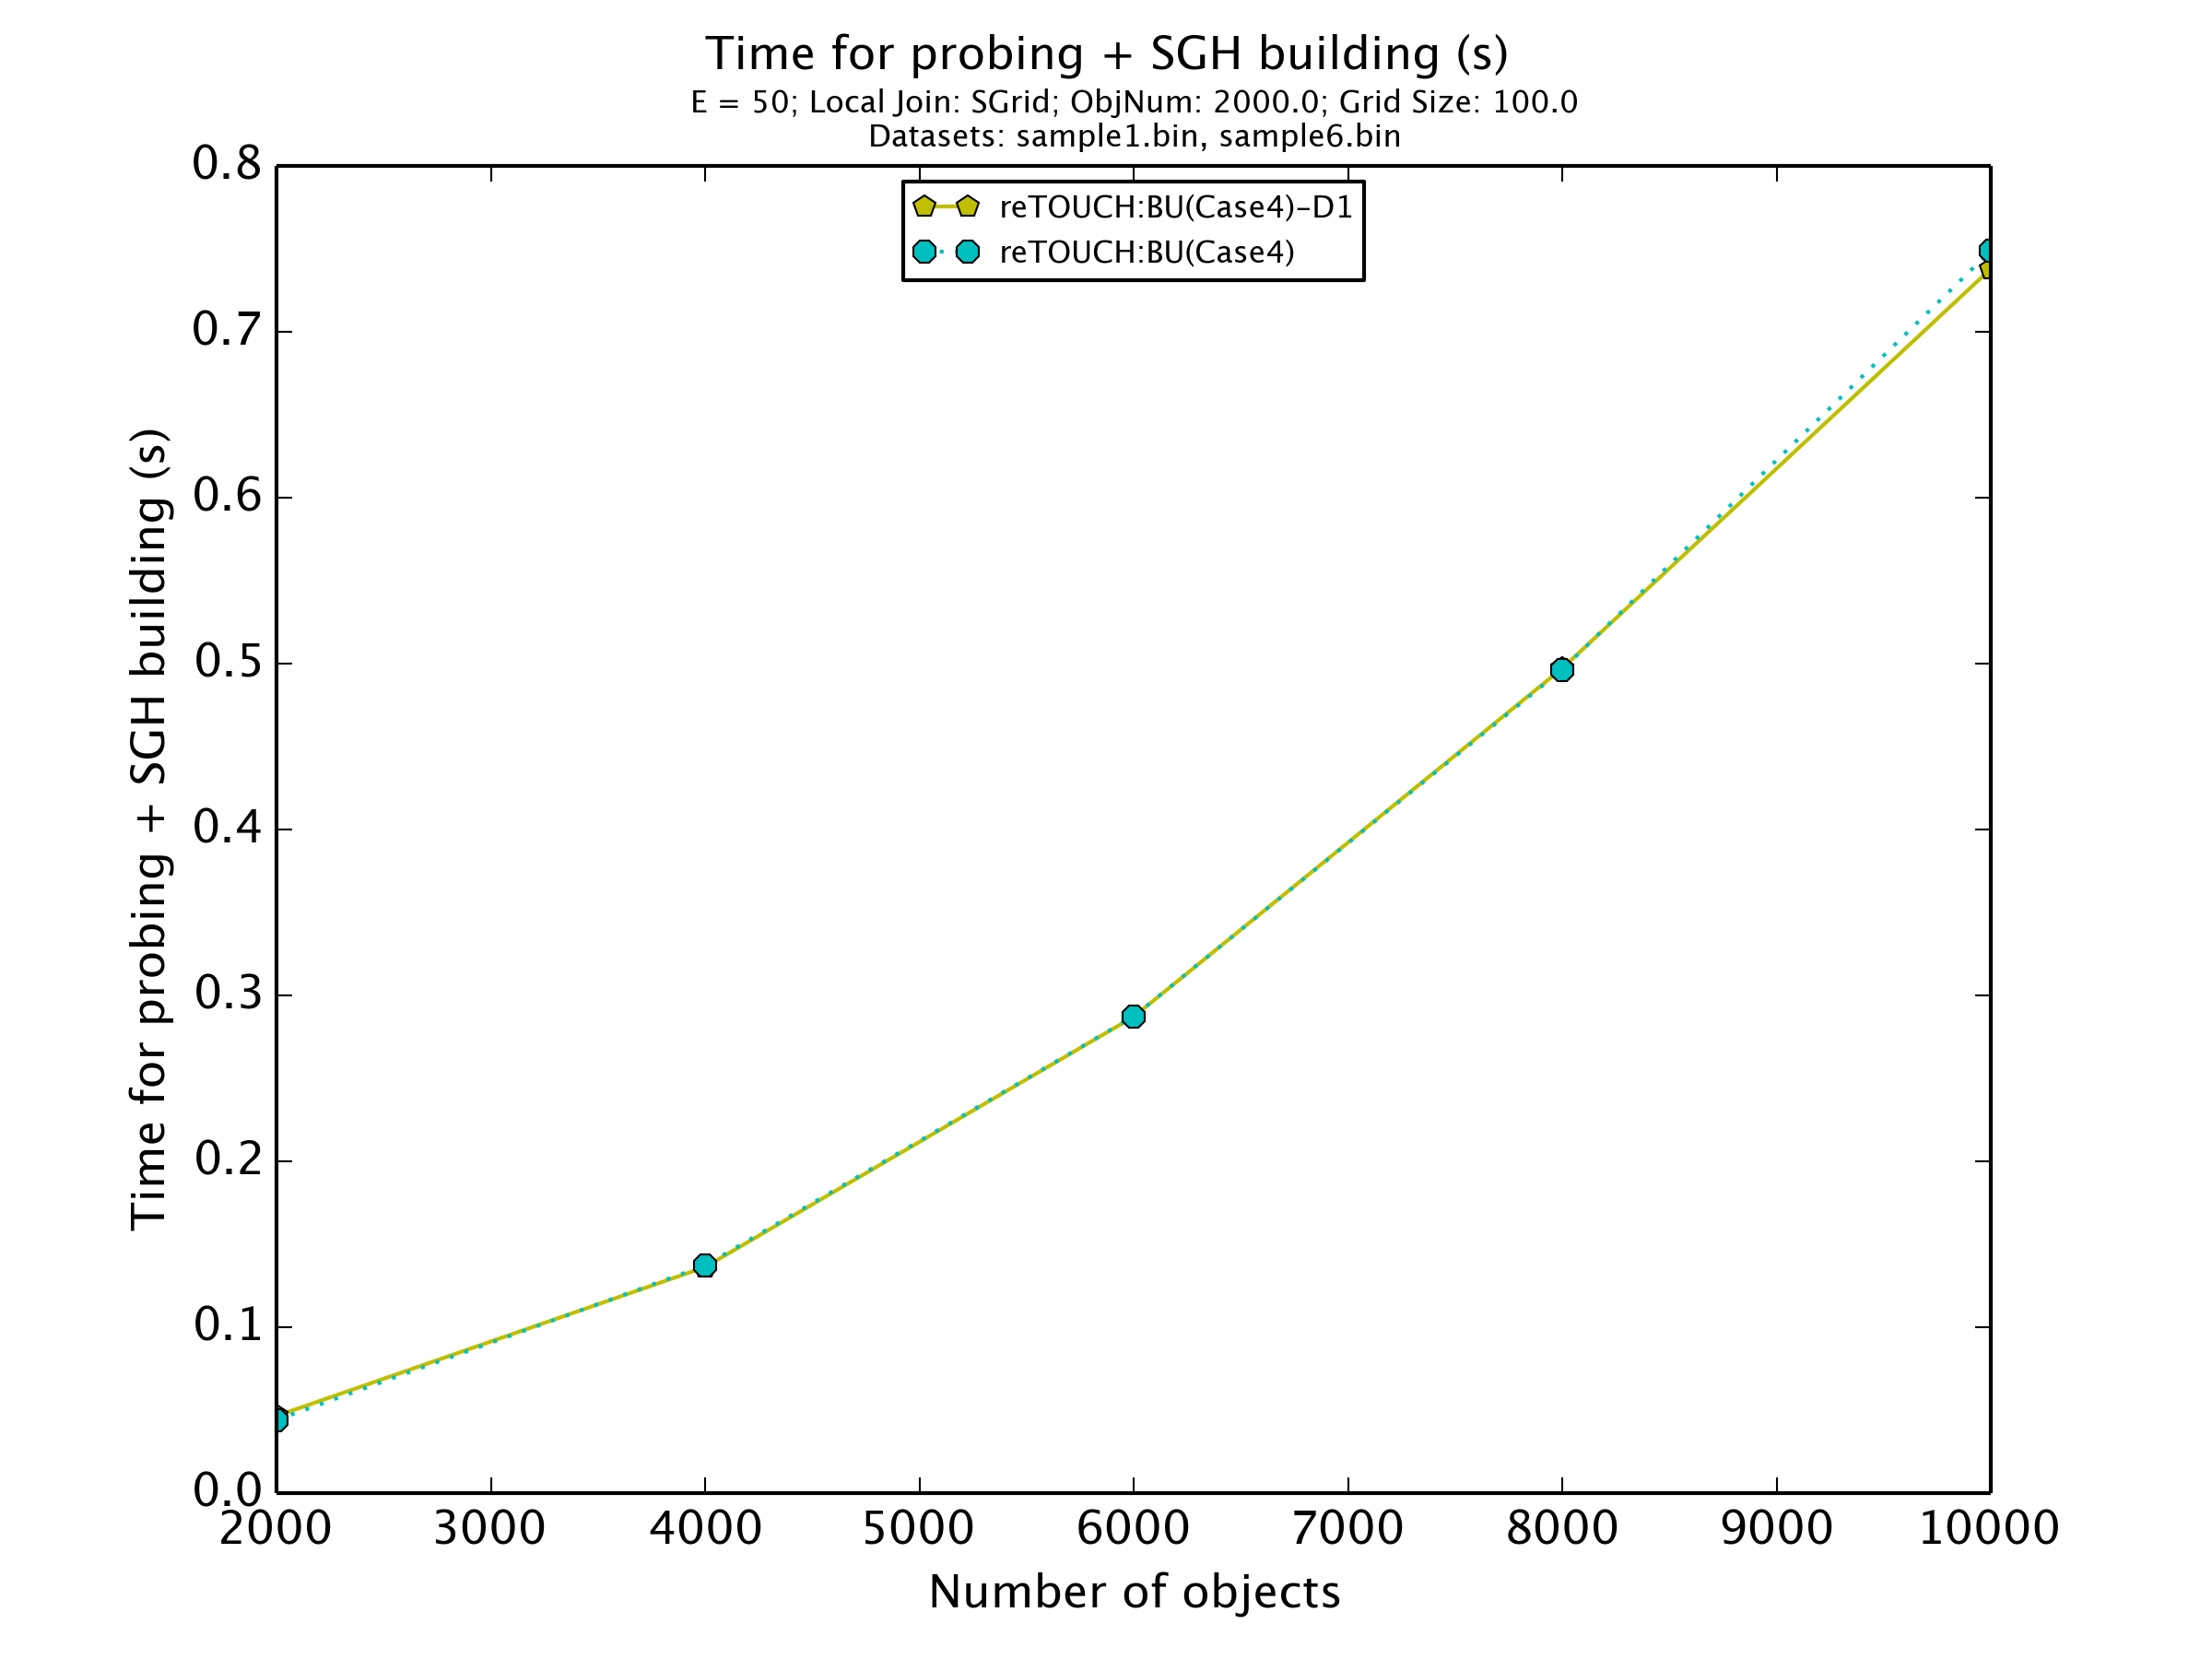 Time for probing + SGH building (s)
E = 50; Local Join: SGrid; ObjNum: 2000.0; Grid Size: 100.0
Datasets: sample1.bin, sample6.bin
reTOUCH:BU(Case4)-D1
reTOUCH:BU(Case4)
Time for probing + SGH building (s)
0.8
0.7
0.6
0.5
0.4
0.3
0.2
0.1
0.0
2000 3000 4000 5000 6000 7000 8000 9000 10000
Number of objects